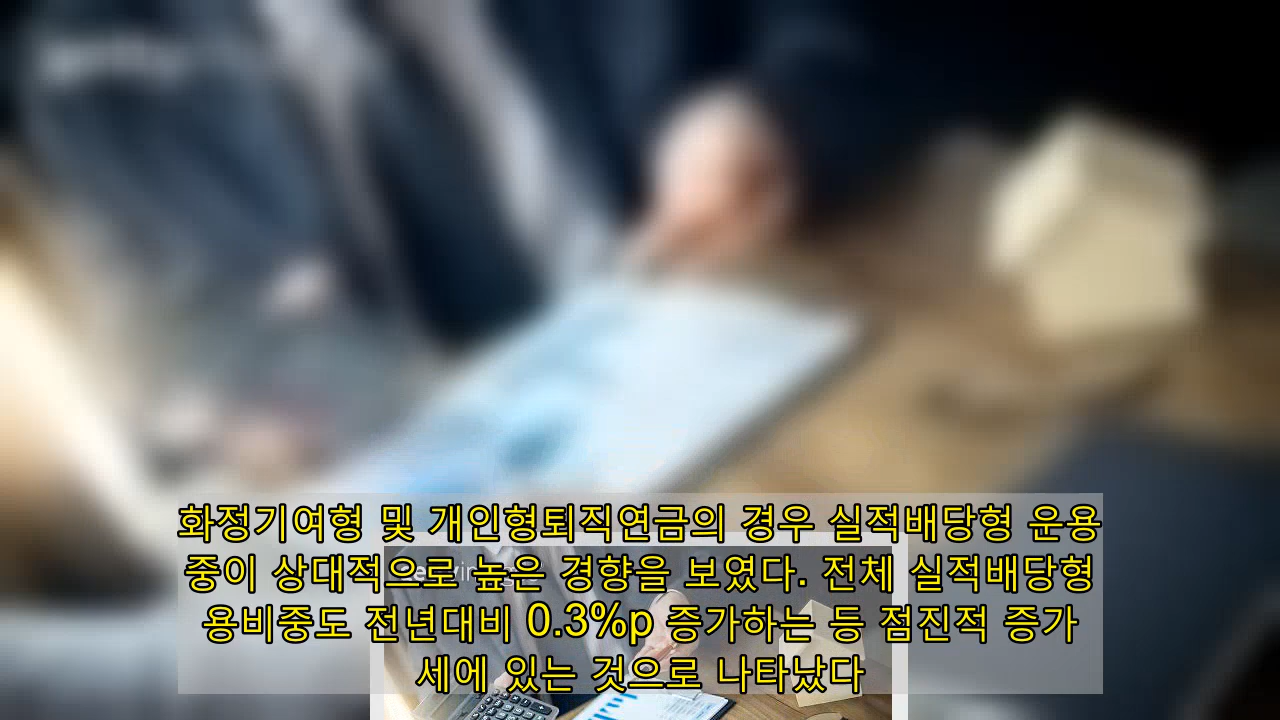 화정기여형 및 개인형퇴직연금의 경우 실적배당형 운용
중이 상대적으로 높은 경향을 보였다. 전체 실적배당형
용비중도 전년대비 0.3%p 증가하는 등 점진적 증가
세에 있는 것으로 나타났다